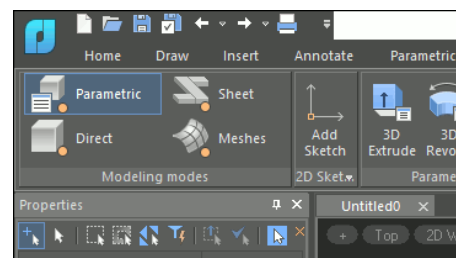 Home Draw Insert Annotate Parametric
Parametric Sheet
Direct Meshes
Add Sketch
3D Extrude
3D
Modeling modes 2D Sket..
Properties Untitled0
+ Top 2D